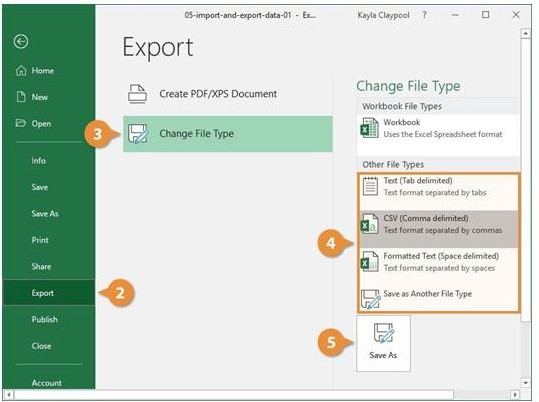 05-import-and-export-data-01 - Ex...
Kayla Claypool
?
Home
New
Open
Info
Save
Save As
Print
Share
Export
2
Publish
Close
Account
Export
Create PDF/XPS Document
3
Change File Type
Change File Type
Workbook File Types
Workbook
Uses the Excel Spreadsheet format
Other File Types
Text (Tab delimited)
Text format separated by tabs
4
CSV (Comma delimited)
Text format separated by commas
Formatted Text (Space delimited)
Text format separated by spaces
Save as Another File Type
5
Save As